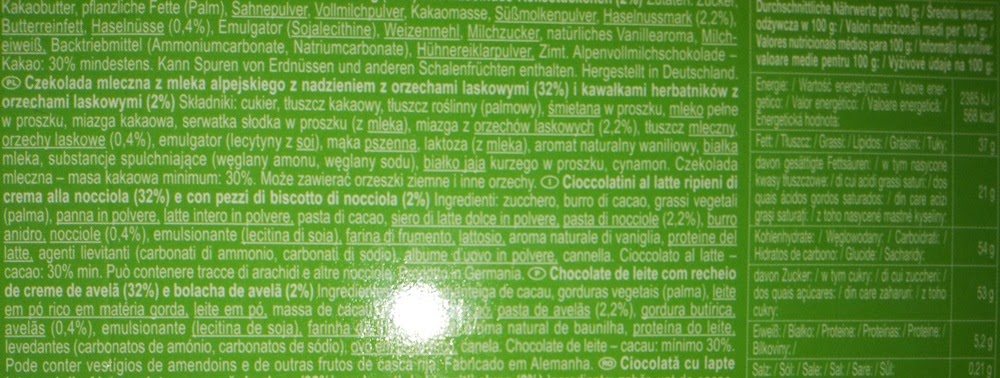 Kakaobutter, pflanzliche Fette (Palm), Sahnepulver, Vollmilchpulver, Kakaomasse, Süßmolkenpulver, Haselnussmark (2,2%),
Butterreinfett, Haselnüsse (0,4%), Emulgator (Sojalecithine), Weizenmehl, Milchzucker, natürliches Vanillearoma, Milch-
eiweiß, Backtriebmittel (Ammoniumcarbonate, Natriumcarbonate), Hühnereiklarpulver, Zimt. Alpenvollmilchschokolade –
Kakao: 30% mindestens. Kann Spuren von Erdnüssen und anderen Schalenfrüchten enthalten. Hergestellt in Deutschland.
PL Czekolada mleczna z mleka alpejskiego z nadzieniem z orzechami laskowymi (32%) i kawałkami herbatników z
orzechami laskowymi (2%) Składniki: cukier, tłuszcz kakaowy, tłuszcz roślinny (palmowy), śmietana w proszku, mleko pełne
w proszku, miazga kakaowa, serwatka słodka w proszku (z mleka), miazga z orzechów laskowych (2,2%), tłuszcz mleczny,
orzechy laskowe (0,4%), emulgator (lecytyny z soi), mąka pszenna, laktoza (z mleka), aromat naturalny waniliowy, białka
mleka, substancje spulchniające (węglany amonu, węglany sodu), białko jaja kurzego w proszku, cynamon. Czekolada
mleczna – masa kakaowa minimum: 30%. Może zawierać orzeszki ziemne i inne orzechy. I Cioccolatini al latte ripieni di
crema alla nocciola (32%) e con pezzi di biscotto di nocciola (2%) Ingredienti: zucchero, burro di cacao, grassi vegetali
(palma), panna in polvere, latte intero in polvere, pasta di cacao, siero di latte dolce in polvere, pasta di nocciole (2,2%), burro
anidro, nocciole (0,4%), emulsionante (lecitina di soia), farina di frumento, lattosio, aroma naturale di vaniglia, proteine del
latte, agenti lievitanti (carbonati di ammonio, carbonati di sodio), albume d'uovo in polvere, cannella. Cioccolato al latte –
cacao: 30% min. Può contenere tracce di arachidi e altre nocciole. in Germania. P Chocolate de leite com recheio
de creme de avelã (32%) e bolacha de avelã (2%) manteiga de cacau, gorduras vegetais (palma), leite
em pó rico em matéria gorda, leite em pó, massa de pó, pasta de avelãs (2,2%), gordura butírica,
avelãs (0,4%), emulsionante (lecitina de soja), farinha aroma natural de baunilha, proteína do leite,
levedantes (carbonatos de amónio, carbonatos de sódio), canela. Chocolate de leite – cacau: mínimo 30%.
Pode conter vestígios de amendoins e de outras frutos de casca rija. Fabricado em Alemanha. RO Ciocolată cu lapte
Durchschnittliche Nährwerte pro 100 g: / Średnia wartość
odżywcza w 100 g: / Valori nutrizionali medi per 100 g: /
Valores nutricionais médios para 100 g: / Informații nutritive:
valoare medie pentru 100 g: / Výživové údaje na 100 g:
Energie: / Wartość energetyczna: / Valore ener-
getico: / Valor energético: / Valoare energetică: /
Energetická hodnota:
2365 kJ /
568 kcal
Fett: / Tłuszcz: / Grassi: / Lípidos: / Grăsimi: / Tuky: 37 g
davon gesättigte Fettsäuren: / w tym nasycone
kwasy tłuszczowe: / di cui acidi grassi saturi: / dos
quais ácidos gordos saturados: / din care acizi
grași saturați: / z toho nasycené mastné kyseliny:
21 g
Kohlenhydrate: / Węglowodany: / Carboidrati: /
Hidratos de carbono: / Glucide: / Sacharidy:
54 g
davon Zucker: / w tym cukry: / di cui zuccheri: /
dos quais açúcares: / din care zaharuri: / z toho
cukry:
53 g
Eiweiß: / Białko: / Proteine: / Proteínas: / Proteine: /
Bílkoviny: /
5,2 g
Salz: / Sól: / Sale: / Sal: / Sare: / Sůl: 0,21 g